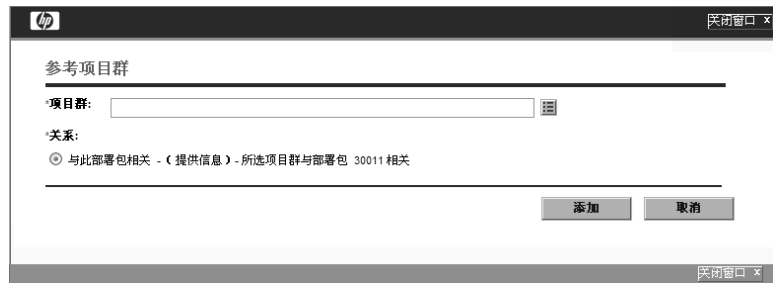 hp
关闭窗口 x
参考项目群
*项目群:
*关系:
与此部署包相关 - （提供信息）- 所选项目群与部署包 30011 相关
添加 取消
关闭窗口 x